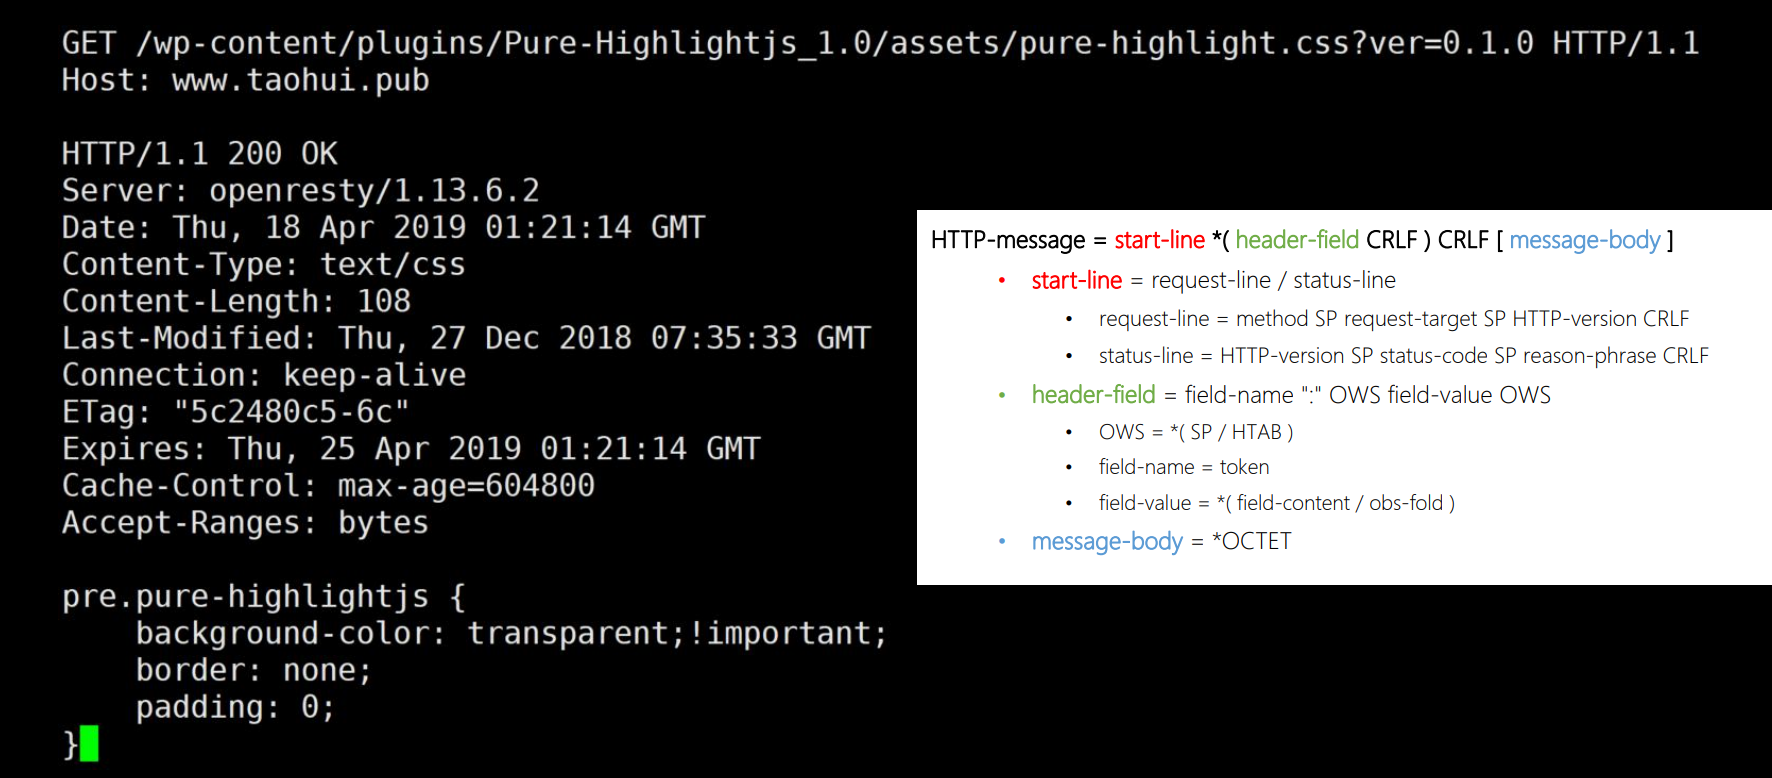 GET /wp-content/plugins/Pure-Highlightjs_1.0/assets/pure-highlight.css?ver=0.1.0 HTTP/1.1
Host: www.taohui.pub

HTTP/1.1 200 OK
Server: openresty/1.13.6.2
Date: Thu, 18 Apr 2019 01:21:14 GMT
Content-Type: text/css
Content-Length: 108
Last-Modified: Thu, 27 Dec 2018 07:35:33 GMT
Connection: keep-alive
ETag: "5c2480c5-6c"
Expires: Thu, 25 Apr 2019 01:21:14 GMT
Cache-Control: max-age=604800
Accept-Ranges: bytes

pre.pure-highlightjs {
    background-color: transparent;!important;
    border: none;
    padding: 0;
}
HTTP-message = start-line *( header-field CRLF ) CRLF [ message-body ]
• start-line = request-line / status-line
• request-line = method SP request-target SP HTTP-version CRLF
• status-line = HTTP-version SP status-code SP reason-phrase CRLF
• header-field = field-name ":" OWS field-value OWS
• OWS = *( SP / HTAB )
• field-name = token
• field-value = *( field-content / obs-fold )
• message-body = *OCTET